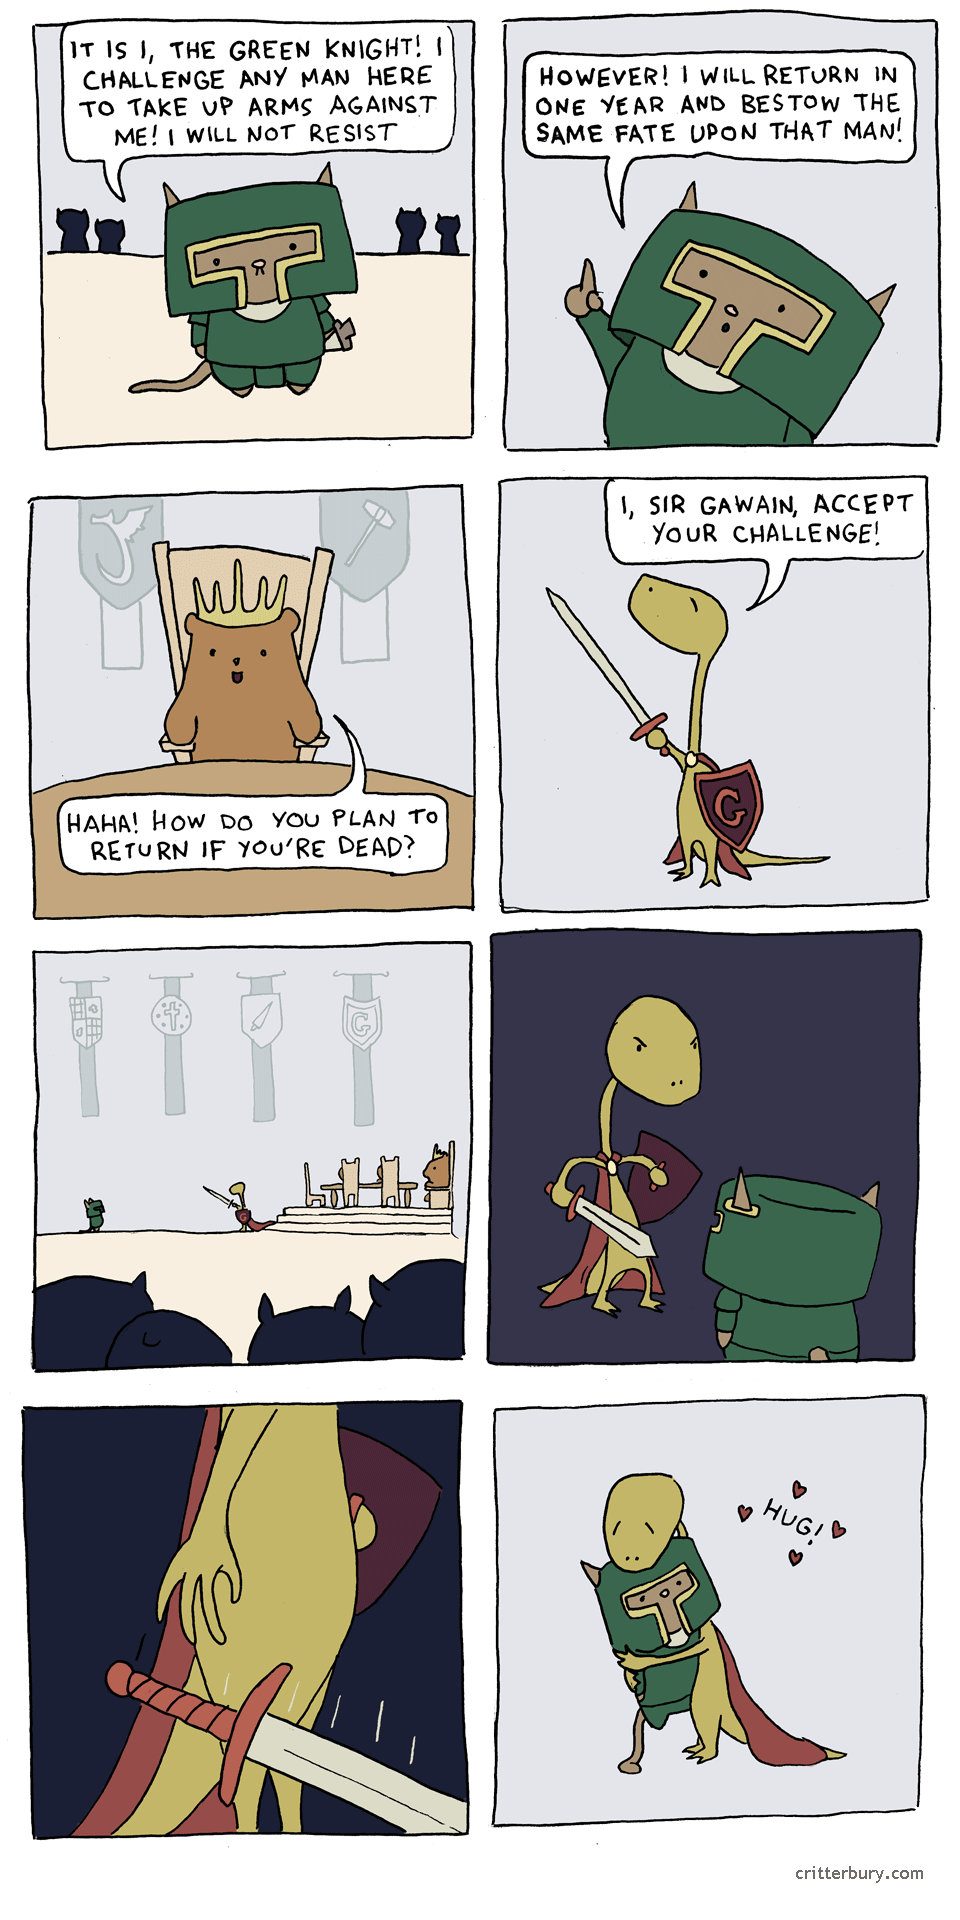 IT IS I, THE GREEN KNIGHT! I
CHALLENGE ANY MAN HERE
TO TAKE UP ARMS AGAINST
ME! I WILL NOT RESIST
HOWEVER! I WILL RETURN IN
ONE YEAR AND BESTOW THE
SAME FATE UPON THAT MAN!
HAHA! HOW DO YOU PLAN TO
RETURN IF YOU'RE DEAD?
I, SIR GAWAIN, ACCEPT
YOUR CHALLENGE!
G
G
HUG!
critterbury.com